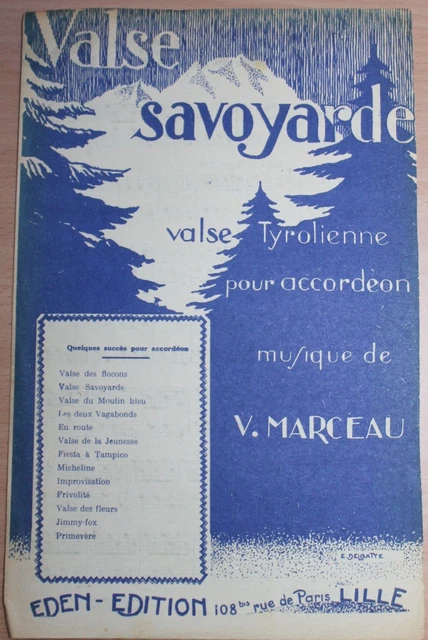 Valse
savoyarde
valse Tyrolienne
pour accordéon
musique de
V. MARCEAU
Quelques succès pour accordéon
Valse des flocons
Valse Savoyarde
Valse du Moulin bleu
Les deux Vagabonds
En route
Valse de la Jeunesse
Fiesta à Tampico
Micheline
Improvisation
Frivolité
Valse des fleurs
Jimmy-fox
Primevère
E. DELGATTE
EDEN-EDITION 108 bis rue de Paris, LILLE